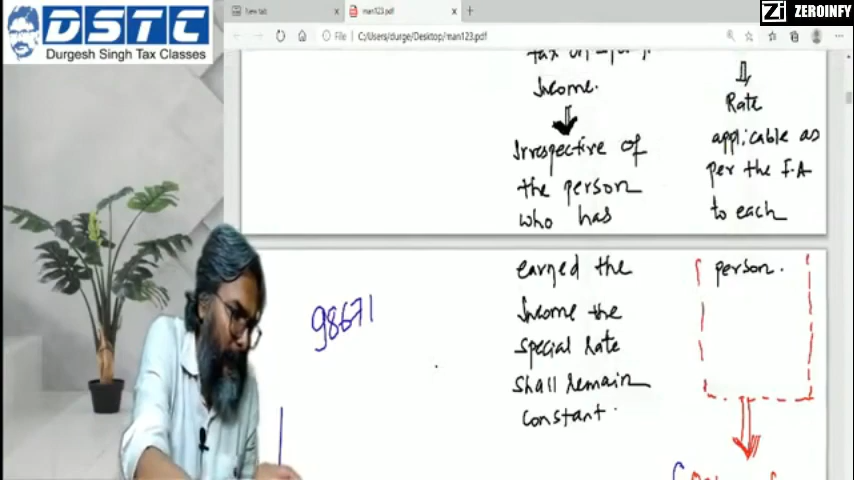 DSTC
Durgesh Singh Tax Classes
New tab
man123.pdf
File
C:/Users/durge/Desktop/man123.pdf
Zi ZEROINFY
Income.
Irrespective of
the person
who has
earned the
Income the
special Rate
shall remain
constant.
Rate
applicable as
per the F.A
to each
person.
98671